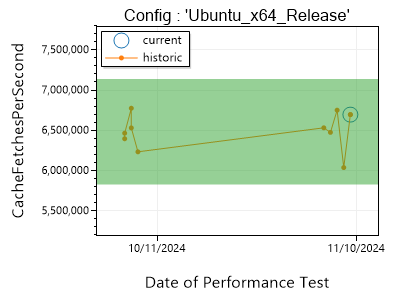 Config : 'Ubuntu_x64_Release'
current
historic
7,500,000
7,000,000
6,500,000
6,000,000
5,500,000
CacheFetchesPerSecond
10/11/2024
11/10/2024
Date of Performance Test